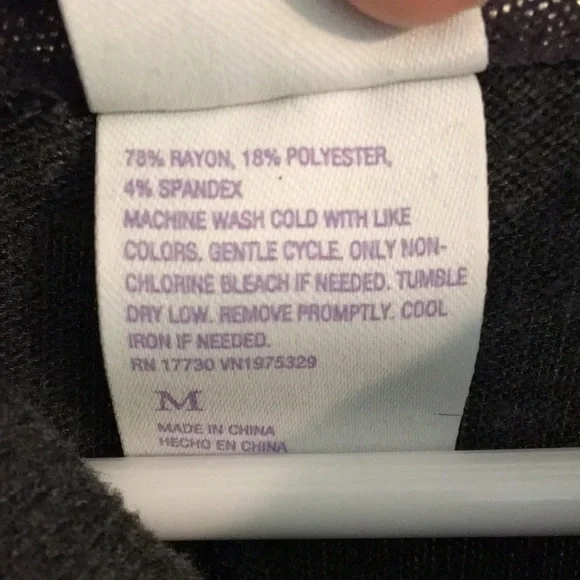 78% RAYON, 18% POLYESTER,
4% SPANDEX
MACHINE WASH COLD WITH LIKE
COLORS. GENTLE CYCLE. ONLY NON-
CHLORINE BLEACH IF NEEDED. TUMBLE
DRY LOW. REMOVE PROMPTLY. COOL
IRON IF NEEDED.
RN 17730 VN1975329
M
MADE IN CHINA
HECHO EN CHINA